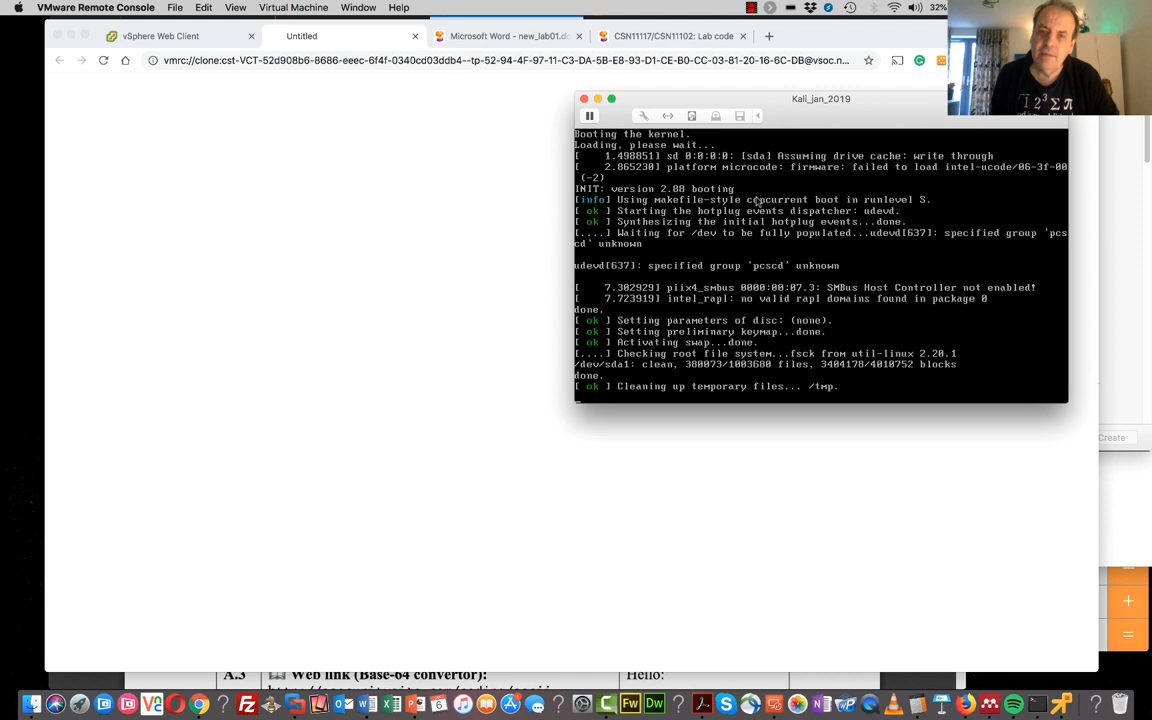 VMware Remote Console File Edit View Virtual Machine Window Help 32%
vSphere Web Client
Untitled
Microsoft Word - new_lab01.do
CSN11117/CSN11102: Lab code
vmrc://clone:cst-VCT-52d908b6-8686-eeec-6f4f-0340cd03ddb4--tp-52-94-4F-97-11-C3-DA-5B-E8-93-D1-CE-B0-CC-03-81-20-16-6C-DB@vsoc.n...
Kali_jan_2019
Booting the kernel.
Loading, please wait...
[ 1.498851] sd 0:0:0:0: [sda] Assuming drive cache: write through
[ 2.865230] platform microcode: firmware: failed to load intel-ucode/06-3f-00
(-2)
INIT: version 2.88 booting
[info] Using makefile-style concurrent boot in runlevel S.
[ ok ] Starting the hotplug events dispatcher: udevd.
[ ok ] Synthesizing the initial hotplug events...done.
[....] Waiting for /dev to be fully populated...udevd[637]: specified group 'pcs
cd' unknown
udevd[637]: specified group 'pcscd' unknown
[ 7.302929] piix4_smbus 0000:00:07.3: SMBus Host Controller not enabled!
[ 7.723919] intel_rapl: no valid rapl domains found in package 0
done.
[ ok ] Setting parameters of disc: (none).
[ ok ] Setting preliminary keymap...done.
[ ok ] Activating swap...done.
[....] Checking root file system...fsck from util-linux 2.20.1
/dev/sda1: clean, 380073/1003680 files, 3404178/4010752 blocks
done.
[ ok ] Cleaning up temporary files... /tmp.
Create
+
=
A.3
Web link (Base-64 convertor):
Hello: